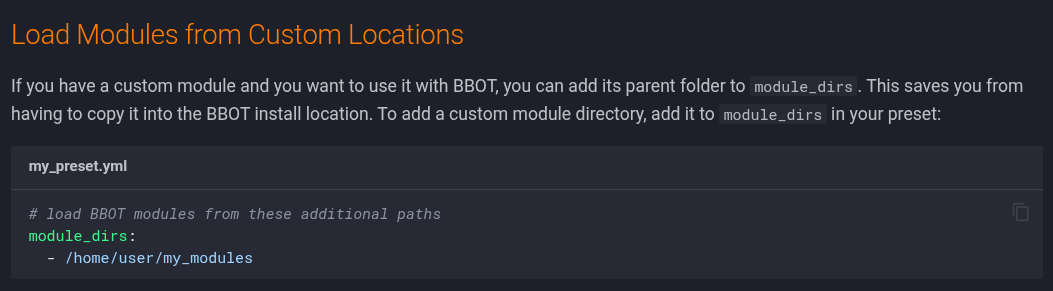 Load Modules from Custom Locations
If you have a custom module and you want to use it with BBOT, you can add its parent folder to module_dirs. This saves you from
having to copy it into the BBOT install location. To add a custom module directory, add it to module_dirs in your preset:
my_preset.yml
# load BBOT modules from these additional paths
module_dirs:
  - /home/user/my_modules